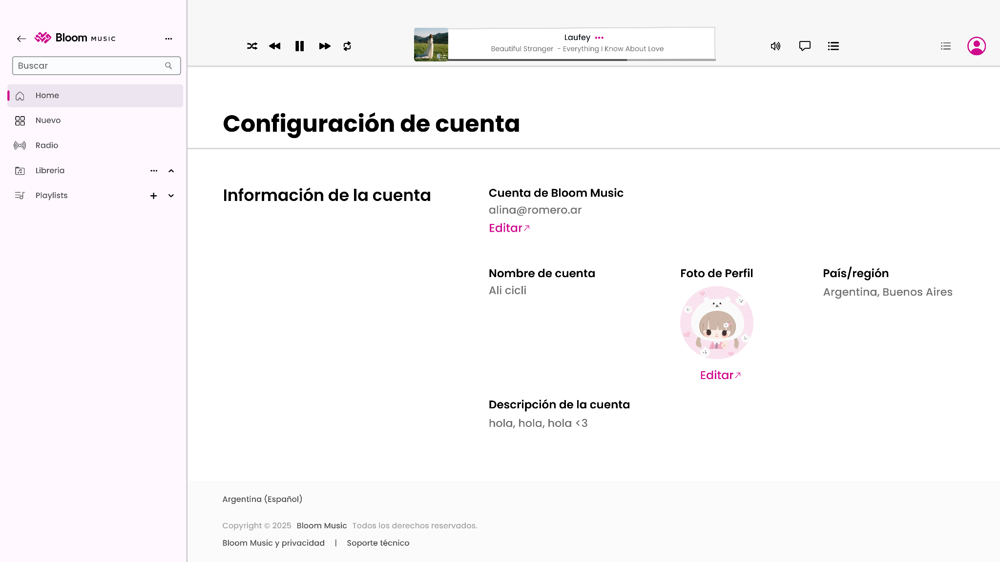 Bloom MUSIC
Buscar
Home
Nuevo
Radio
Libreria
Playlists
Laufey
Beautiful Stranger - Everything I Know About Love
Configuración de cuenta
Información de la cuenta
Cuenta de Bloom Music
alina@romero.ar
Editar
Nombre de cuenta
Ali cicli
Foto de Perfil
Editar
País/región
Argentina, Buenos Aires
Descripción de la cuenta
hola, hola, hola <3
Argentina (Español)
Copyright © 2025 Bloom Music Todos los derechos reservados.
Bloom Music y privacidad | Soporte técnico